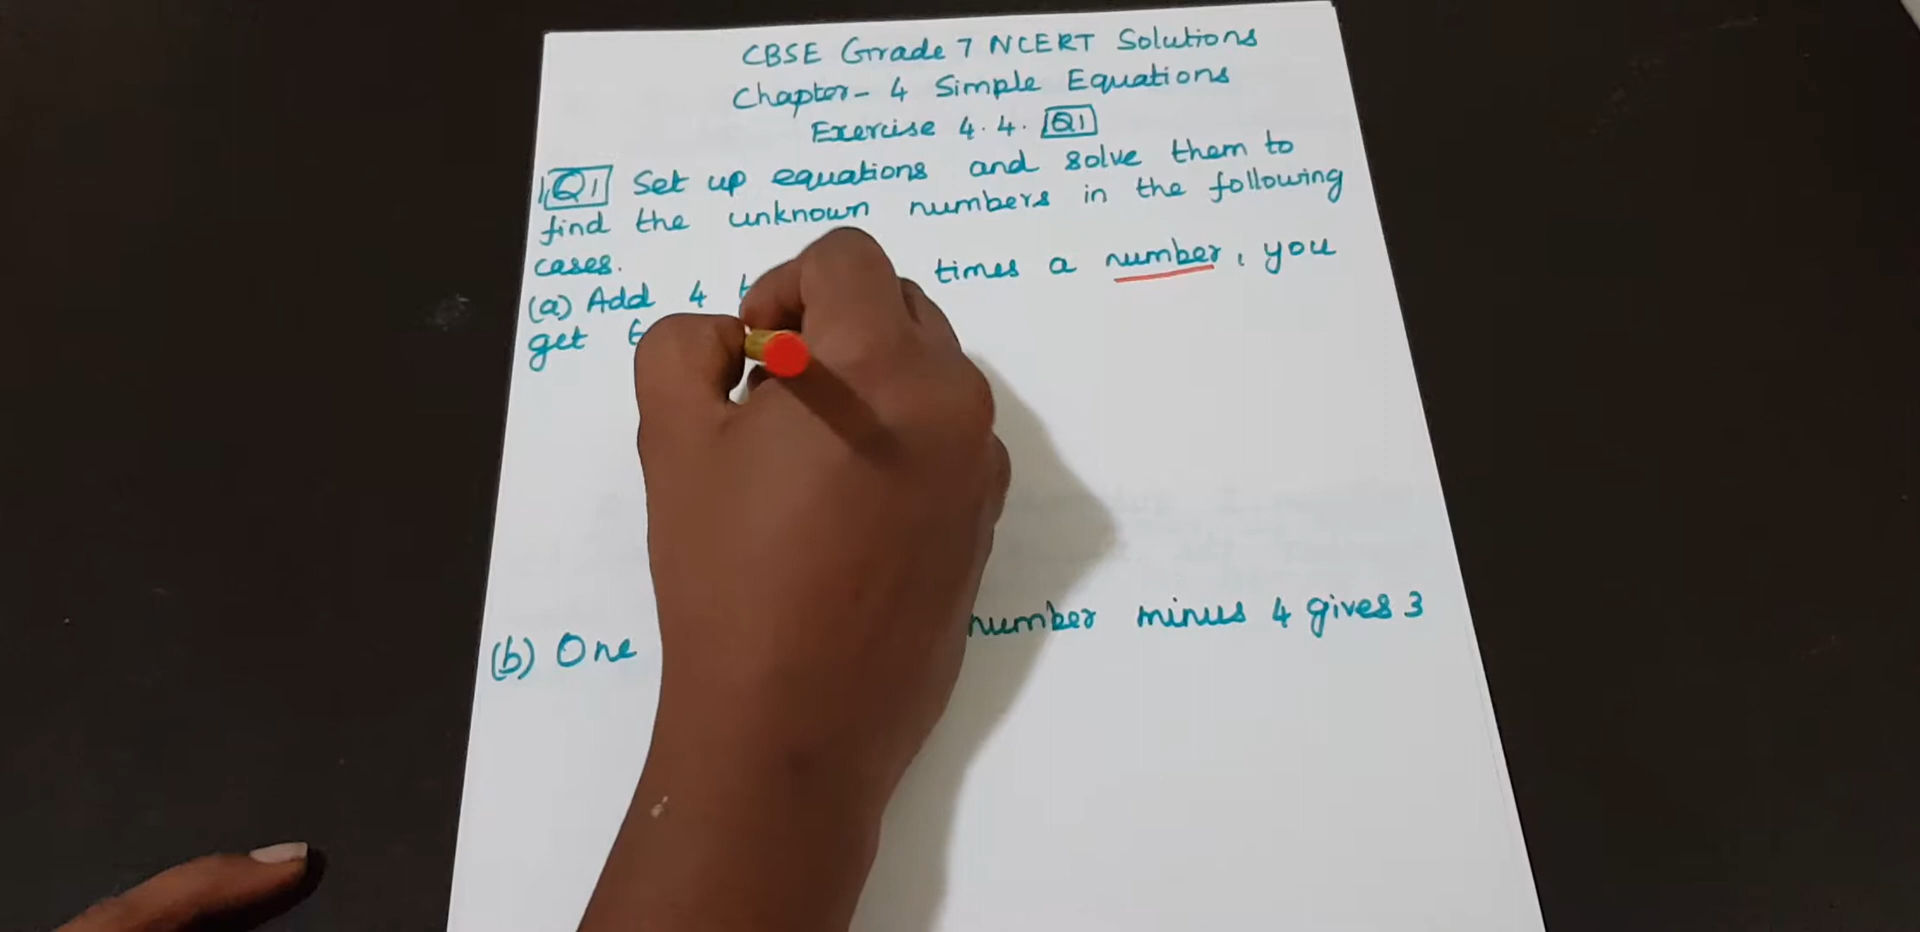 CBSE Grade 7 NCERT Solutions
Chapter- 4 Simple Equations
Exercise 4.4. Q1
Q1 Set up equations and solve them to
find the unknown numbers in the following
cases.
(a) Add 4 times a number, you
get
(b) One number minus 4 gives 3